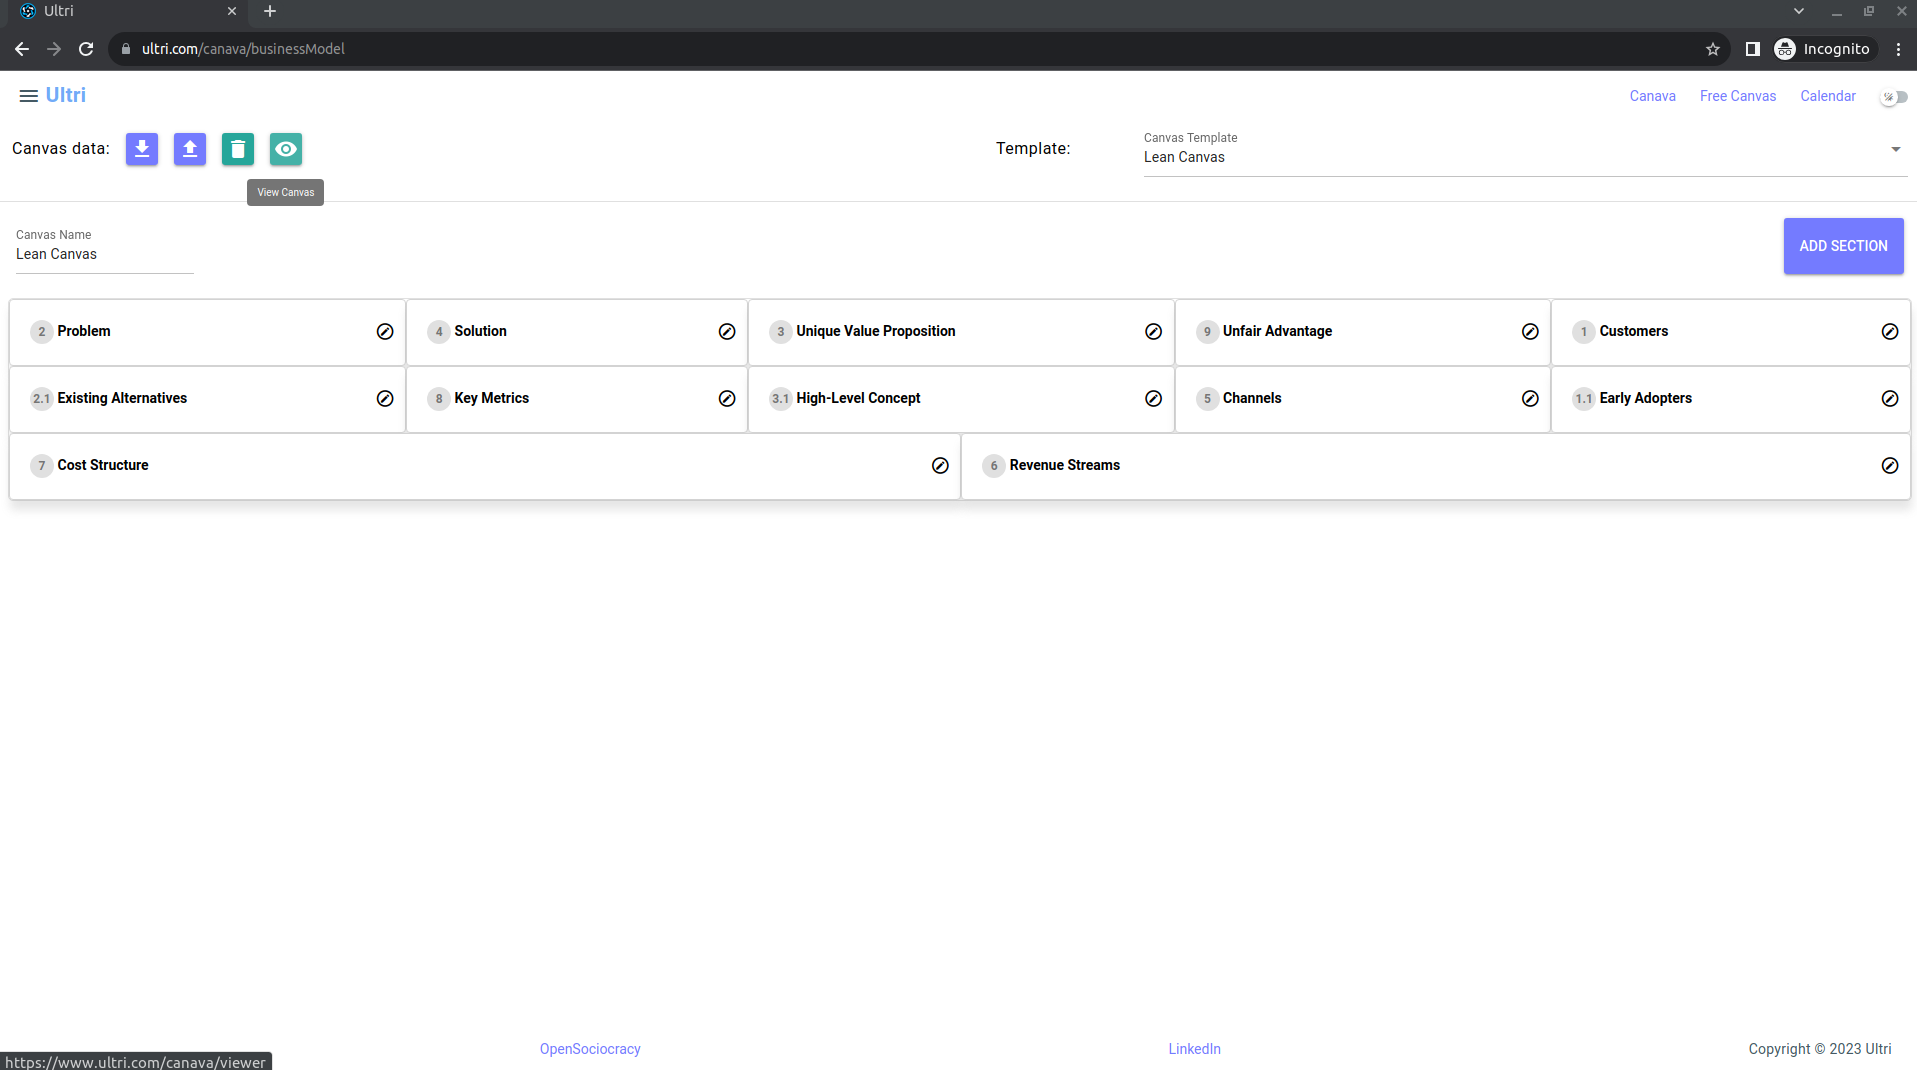 Ultri
ultri.com/canava/businessModel
Incognito
Ultri
Canava
Free Canvas
Calendar
Canvas data:
Template:
Canvas Template
Lean Canvas
View Canvas
Canvas Name
Lean Canvas
ADD SECTION
2 Problem
4 Solution
3 Unique Value Proposition
9 Unfair Advantage
1 Customers
2.1 Existing Alternatives
8 Key Metrics
3.1 High-Level Concept
5 Channels
1.1 Early Adopters
7 Cost Structure
6 Revenue Streams
OpenSociocracy
LinkedIn
Copyright © 2023 Ultri
https://www.ultri.com/canava/viewer